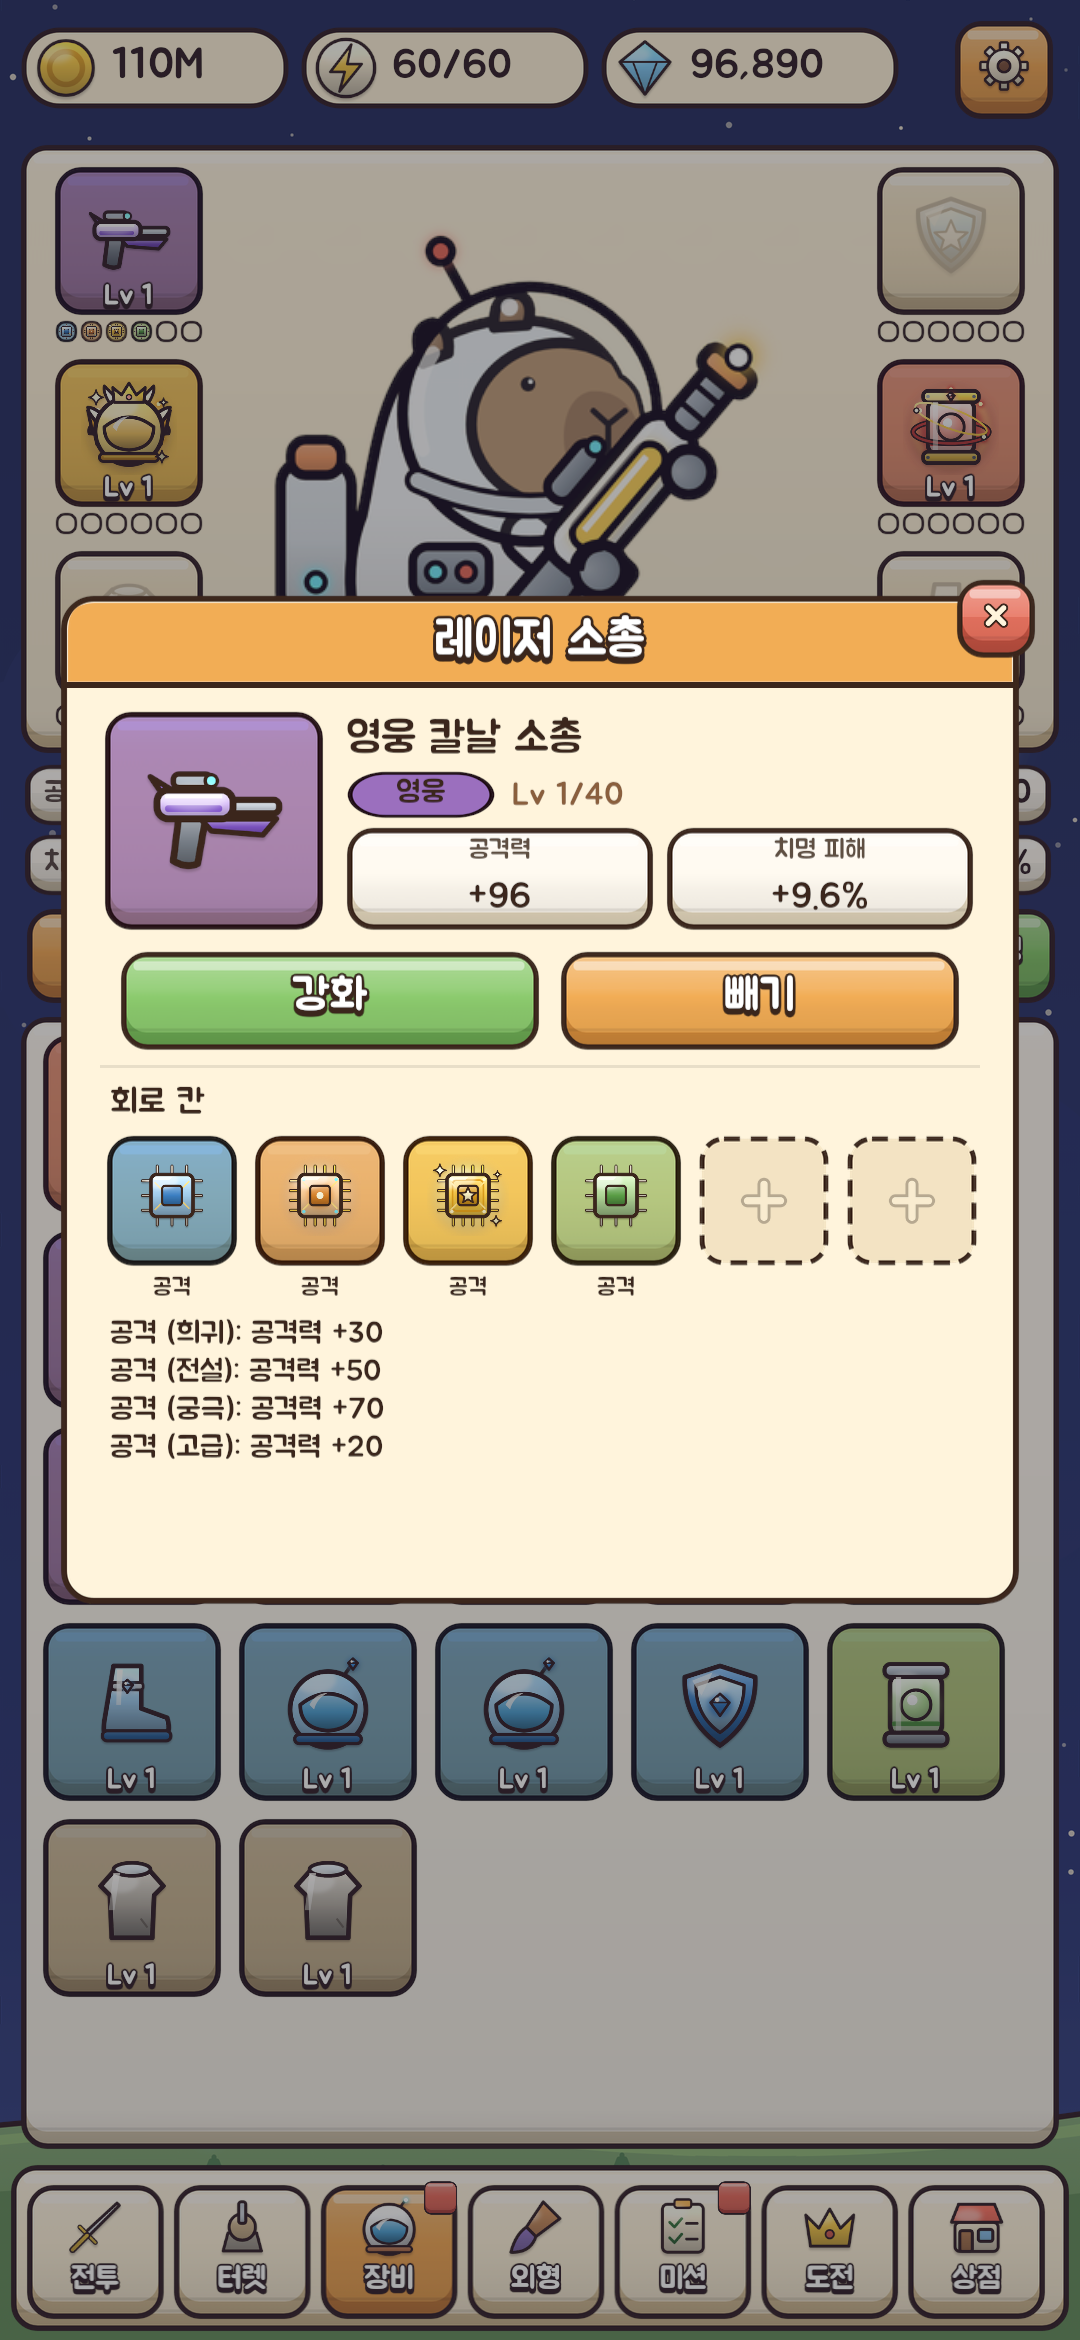 110M
60/60
96,890
Lv 1
Lv 1
Lv 1
레이저 소총
영웅 칼날 소총
영웅
Lv 1/40
공격력
+96
치명 피해
+9.6%
강화
빼기
회로 칸
공격
공격
공격
공격
공격 (희귀): 공격력 +30
공격 (전설): 공격력 +50
공격 (궁극): 공격력 +70
공격 (고급): 공격력 +20
Lv 1
Lv 1
Lv 1
Lv 1
Lv 1
Lv 1
Lv 1
전투
터렛
장비
외형
미션
도전
상점